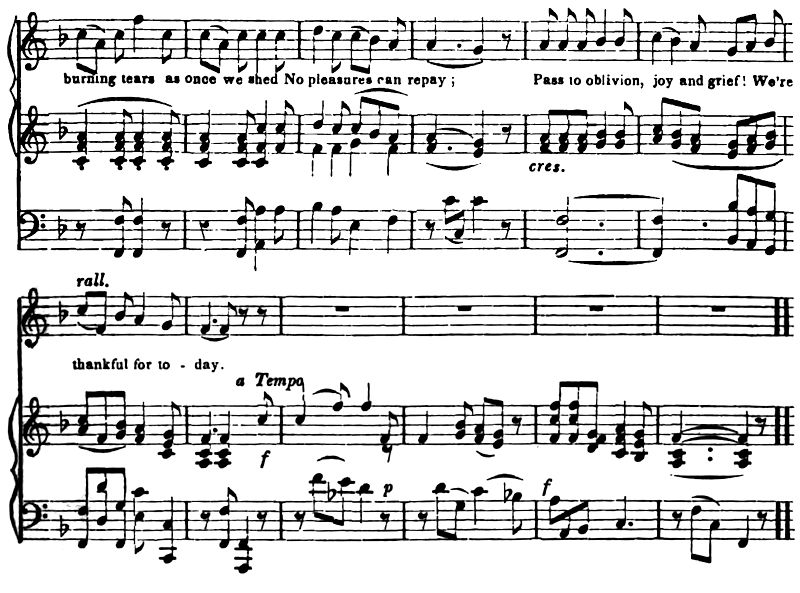 burning tears as once we shed No pleasures can repay; Pass to oblivion, joy and grief! We're
cres.
rall.
thankful for to - day.
a Tempo
f
p
f